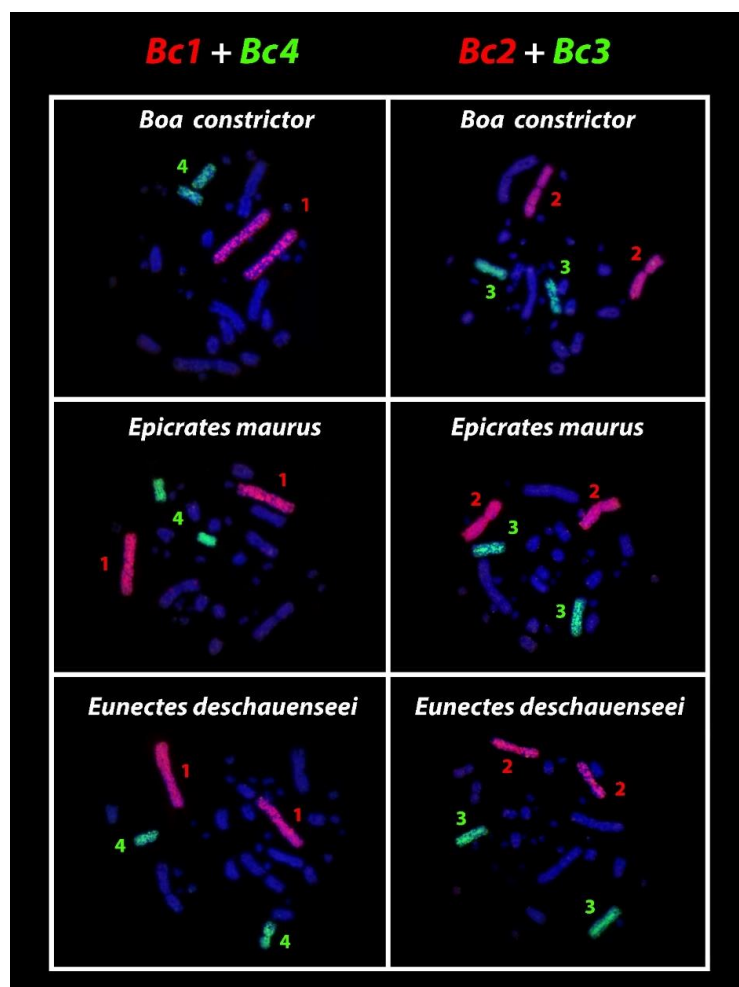 Bc1 + Bc4
Bc2 + Bc3
Boa constrictor
4
1
Boa constrictor
2
2
3
3
Epicrates maurus
1
4
1
Epicrates maurus
2
2
3
3
Eunectes deschauenseei
1
1
4
4
Eunectes deschauenseei
2
2
3
3